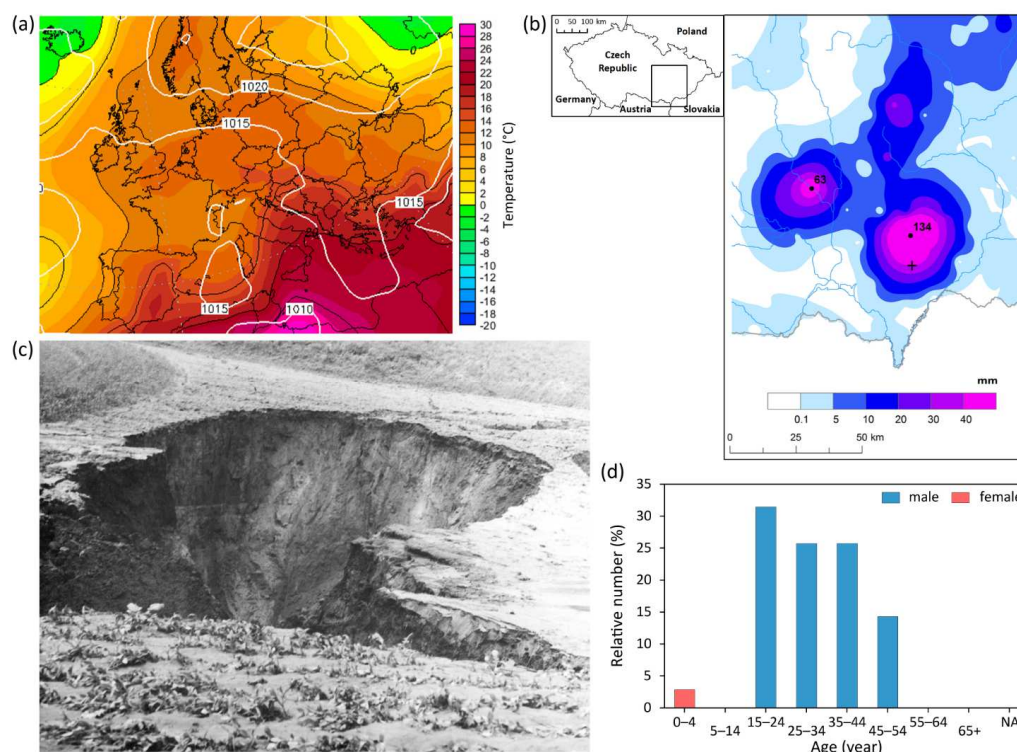 (a)
1020
1015
1015
20
1015
1010
30
28
26
24
22
20
18
16
14
12
10
8
6
4
2
0
-2
-4
-6
-8
-10
-12
-14
-16
-18
-20
Temperature (°C)
(b)
0 50 100 km
Poland
Czech
Republic
Germany
Austria
Slovakia
63
134
mm
0.1 5 10 20 30 40
0 25 50 km
(c)
(d)
male female
Relative number (%)
35
30
25
20
15
10
5
0
0–4 5–14 15–24 25–34 35–44 45–54 55–64 65+ NA
Age (year)